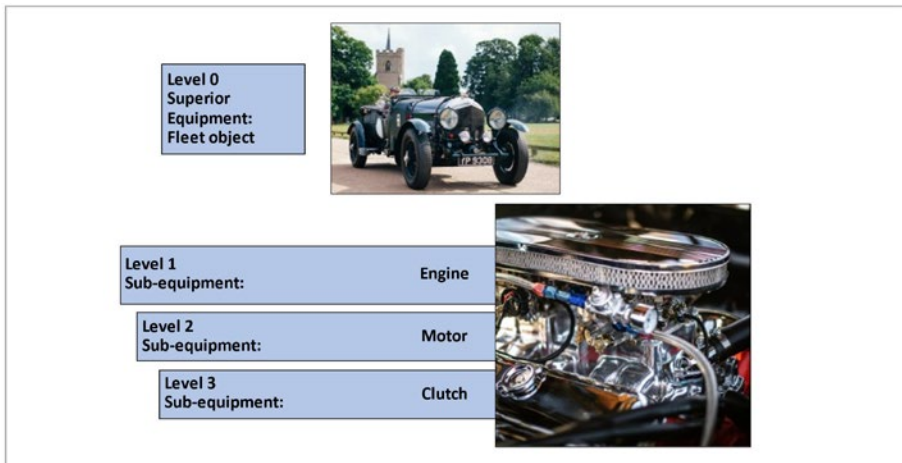 Level 0
Superior
Equipment:
Fleet object
Level 1
Sub-equipment: Engine
Level 2
Sub-equipment: Motor
Level 3
Sub-equipment: Clutch